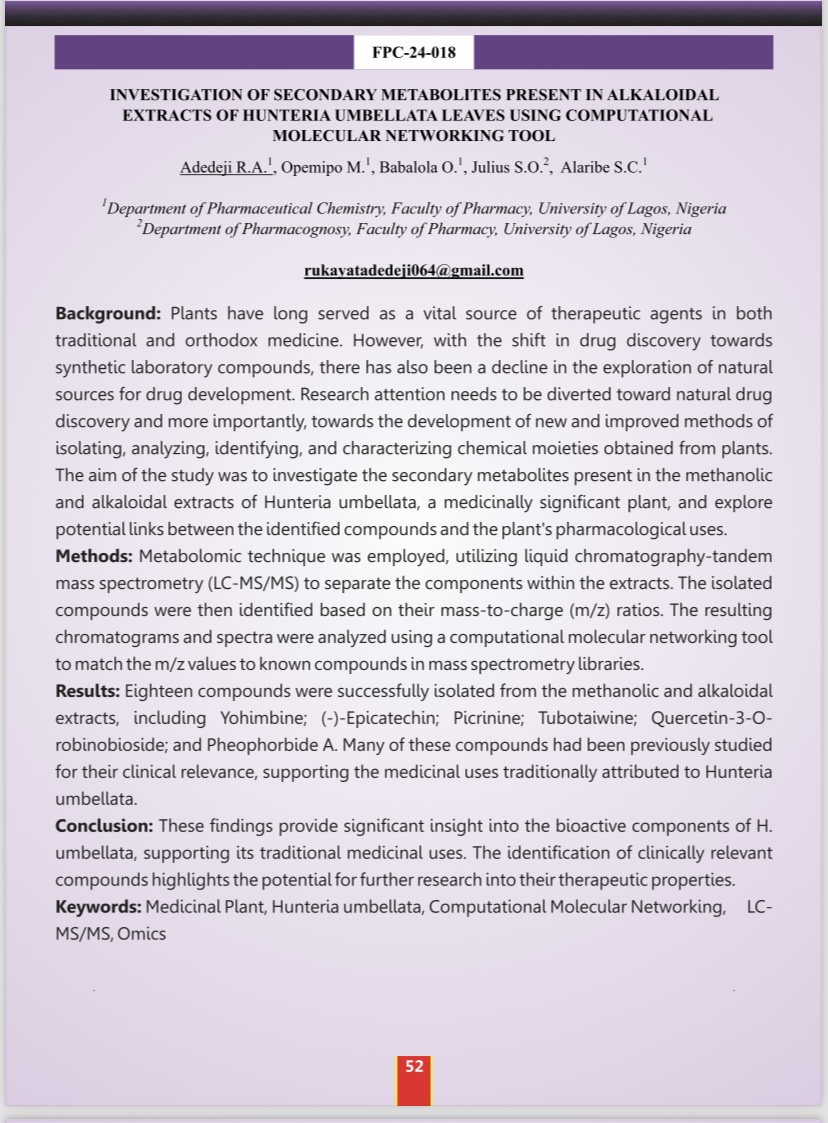 FPC-24-018
INVESTIGATION OF SECONDARY METABOLITES PRESENT IN ALKALOIDAL
EXTRACTS OF HUNTERIA UMBELLATA LEAVES USING COMPUTATIONAL
MOLECULAR NETWORKING TOOL
Adedeji R.A.¹, Opemipo M.¹, Babalola O.¹, Julius S.O.², Alaribe S.C.¹
¹Department of Pharmaceutical Chemistry, Faculty of Pharmacy, University of Lagos, Nigeria
²Department of Pharmacognosy, Faculty of Pharmacy, University of Lagos, Nigeria
rukayatadedeji064@gmail.com
Background: Plants have long served as a vital source of therapeutic agents in both
traditional and orthodox medicine. However, with the shift in drug discovery towards
synthetic laboratory compounds, there has also been a decline in the exploration of natural
sources for drug development. Research attention needs to be diverted toward natural drug
discovery and more importantly, towards the development of new and improved methods of
isolating, analyzing, identifying, and characterizing chemical moieties obtained from plants.
The aim of the study was to investigate the secondary metabolites present in the methanolic
and alkaloidal extracts of Hunteria umbellata, a medicinally significant plant, and explore
potential links between the identified compounds and the plant's pharmacological uses.
Methods: Metabolomic technique was employed, utilizing liquid chromatography-tandem
mass spectrometry (LC-MS/MS) to separate the components within the extracts. The isolated
compounds were then identified based on their mass-to-charge (m/z) ratios. The resulting
chromatograms and spectra were analyzed using a computational molecular networking tool
to match the m/z values to known compounds in mass spectrometry libraries.
Results: Eighteen compounds were successfully isolated from the methanolic and alkaloidal
extracts, including Yohimbine; (-)-Epicatechin; Picrinine; Tubotaiwine; Quercetin-3-O-
robinobioside; and Pheophorbide A. Many of these compounds had been previously studied
for their clinical relevance, supporting the medicinal uses traditionally attributed to Hunteria
umbellata.
Conclusion: These findings provide significant insight into the bioactive components of H.
umbellata, supporting its traditional medicinal uses. The identification of clinically relevant
compounds highlights the potential for further research into their therapeutic properties.
Keywords: Medicinal Plant, Hunteria umbellata, Computational Molecular Networking, LC-
MS/MS, Omics
52